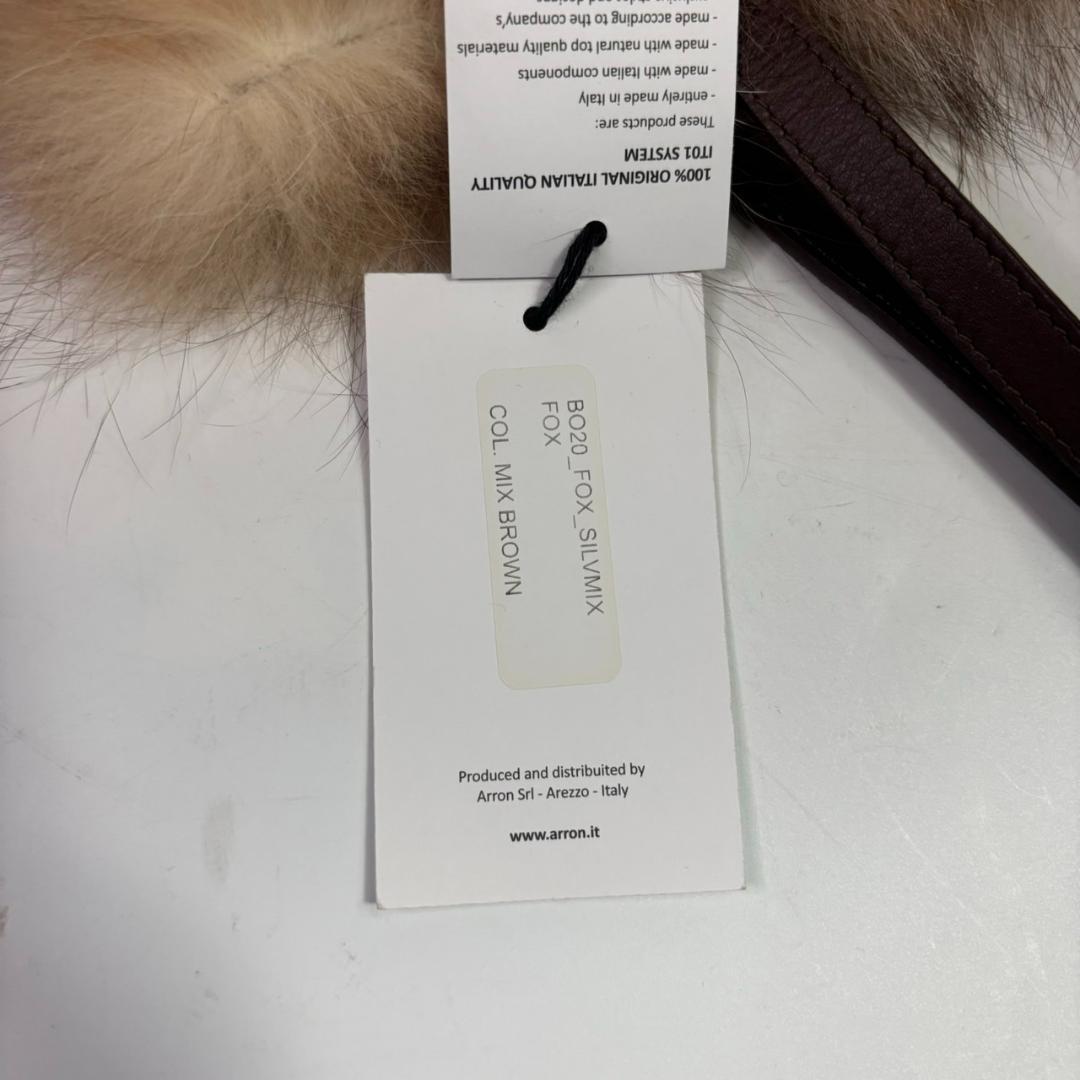 100% ORIGINAL ITALIAN QUALITY
IT01 SYSTEM
These products are:
- entirely made in Italy
- made with Italian components
- made with natural top quality materials
- made according to the company's
BO20_FOX_SILVMIX
FOX
COL. MIX BROWN
Produced and distribuited by
Arron Srl - Arezzo - Italy
www.arron.it